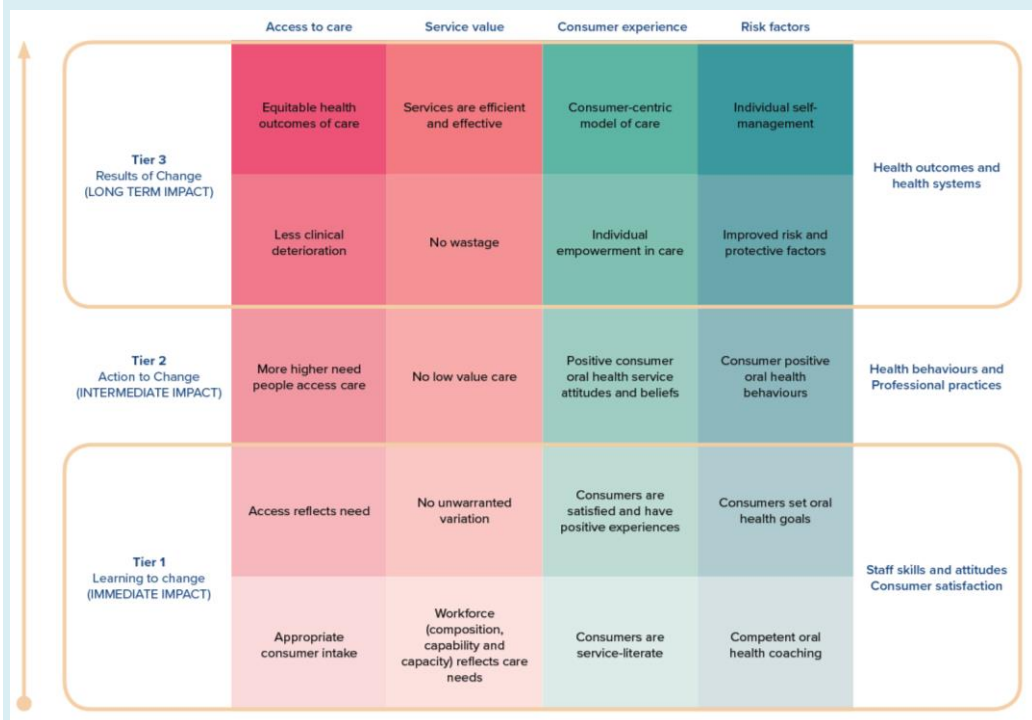 Access to care
Service value
Consumer experience
Risk factors
Tier 3
Results of Change
(LONG TERM IMPACT)
Equitable health
outcomes of care
Services are efficient
and effective
Consumer-centric
model of care
Individual self-
management
Less clinical
deterioration
No wastage
Individual
empowerment in care
Improved risk and
protective factors
Health outcomes and
health systems
Tier 2
Action to Change
(INTERMEDIATE IMPACT)
More higher need
people access care
No low value care
Positive consumer
oral health service
attitudes and beliefs
Consumer positive
oral health
behaviours
Health behaviours and
Professional practices
Tier 1
Learning to change
(IMMEDIATE IMPACT)
Access reflects need
No unwarranted
variation
Consumers are
satisfied and have
positive experiences
Consumers set oral
health goals
Appropriate
consumer intake
Workforce
(composition,
capability and
capacity) reflects care
needs
Consumers are
service-literate
Competent oral
health coaching
Staff skills and attitudes
Consumer satisfaction